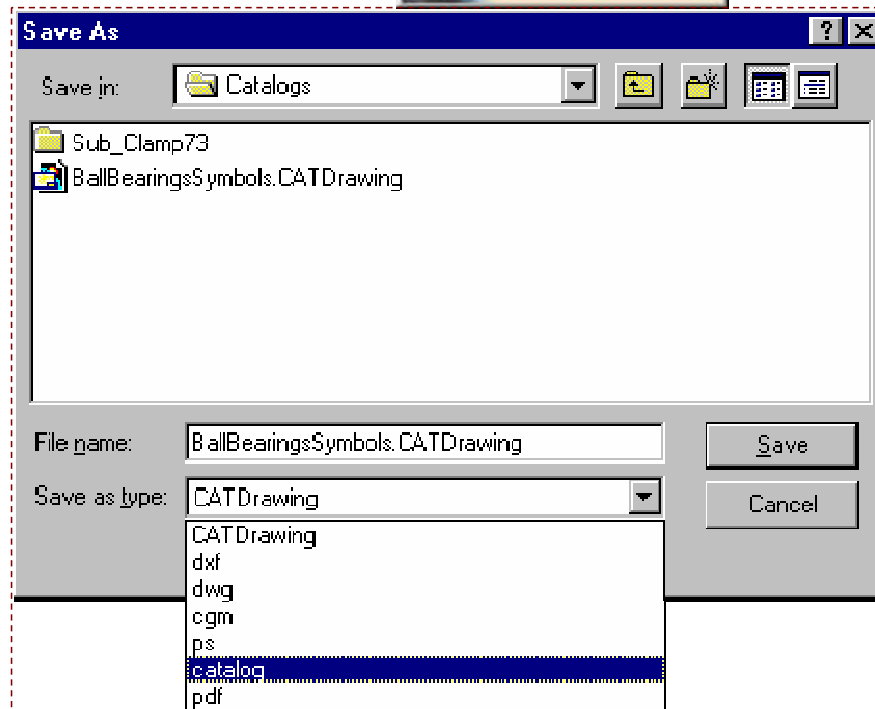 Save As
Save in: Catalogs
Sub_Clamp73
BallBearingsSymbols.CATDrawing
File name: BallBearingsSymbols.CATDrawing Save
Save as type: CATDrawing Cancel
CATDrawing
dxf
dwg
cgm
ps
catalog
pdf